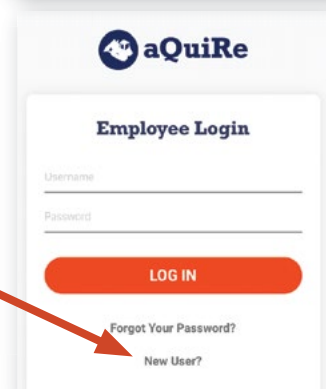 aQuiRe
Employee Login
Username
Password
LOG IN
Forgot Your Password?
New User?